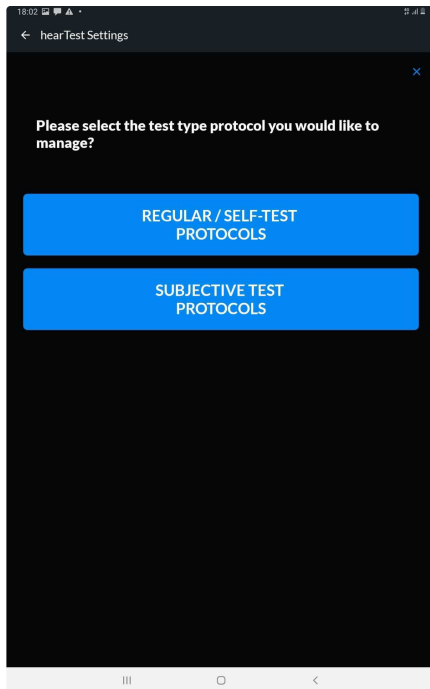 18:02
hearTest Settings
Please select the test type protocol you would like to
manage?
REGULAR / SELF-TEST
PROTOCOLS
SUBJECTIVE TEST
PROTOCOLS